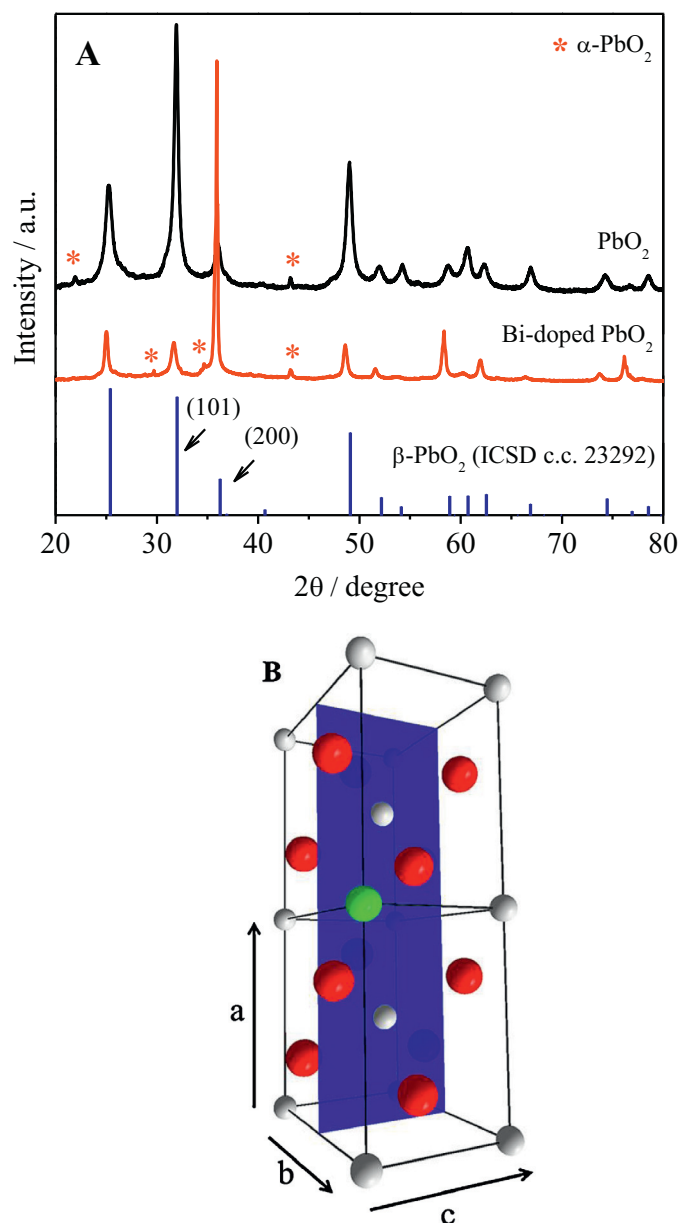 A
* α-PbO₂
* * PbO₂
* * * Bi-doped PbO₂
(101)
(200)
β-PbO₂ (ICSD c.c. 23292)
Intensity / a.u.
20 30 40 50 60 70 80
2θ / degree
B
a
b
c